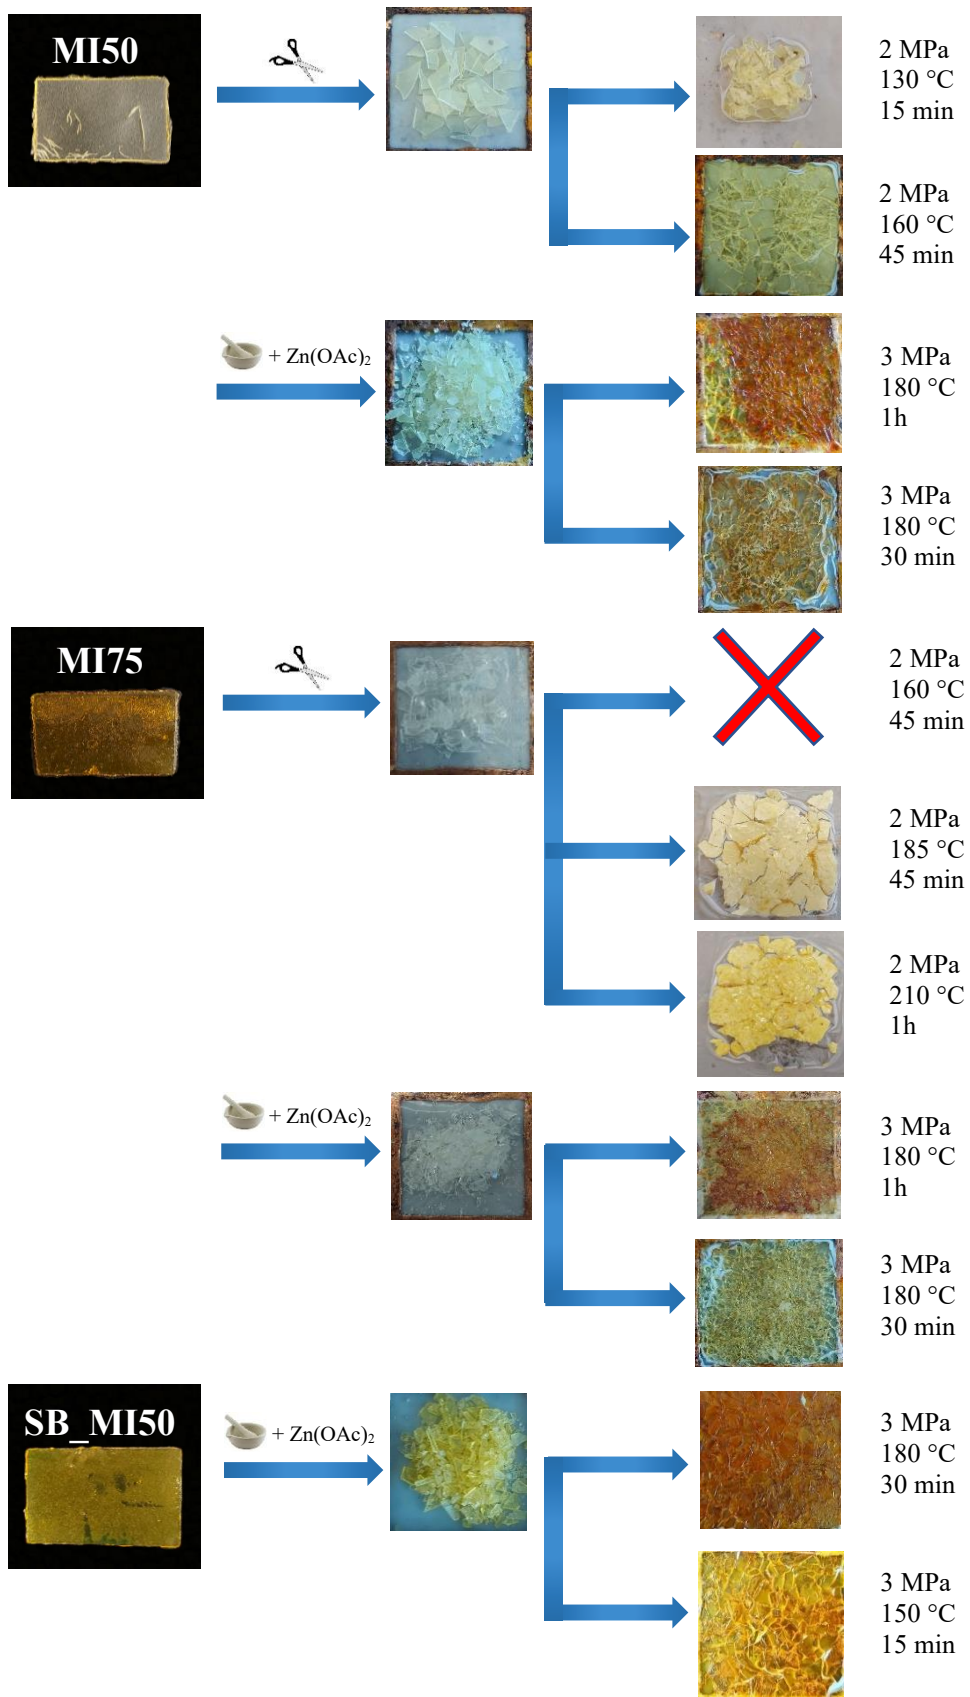 MI50
2 MPa
130 °C
15 min
2 MPa
160 °C
45 min
+ Zn(OAc)₂
3 MPa
180 °C
1h
3 MPa
180 °C
30 min
MI75
2 MPa
160 °C
45 min
2 MPa
185 °C
45 min
2 MPa
210 °C
1h
+ Zn(OAc)₂
3 MPa
180 °C
1h
3 MPa
180 °C
30 min
SB_MI50
+ Zn(OAc)₂
3 MPa
180 °C
30 min
3 MPa
150 °C
15 min